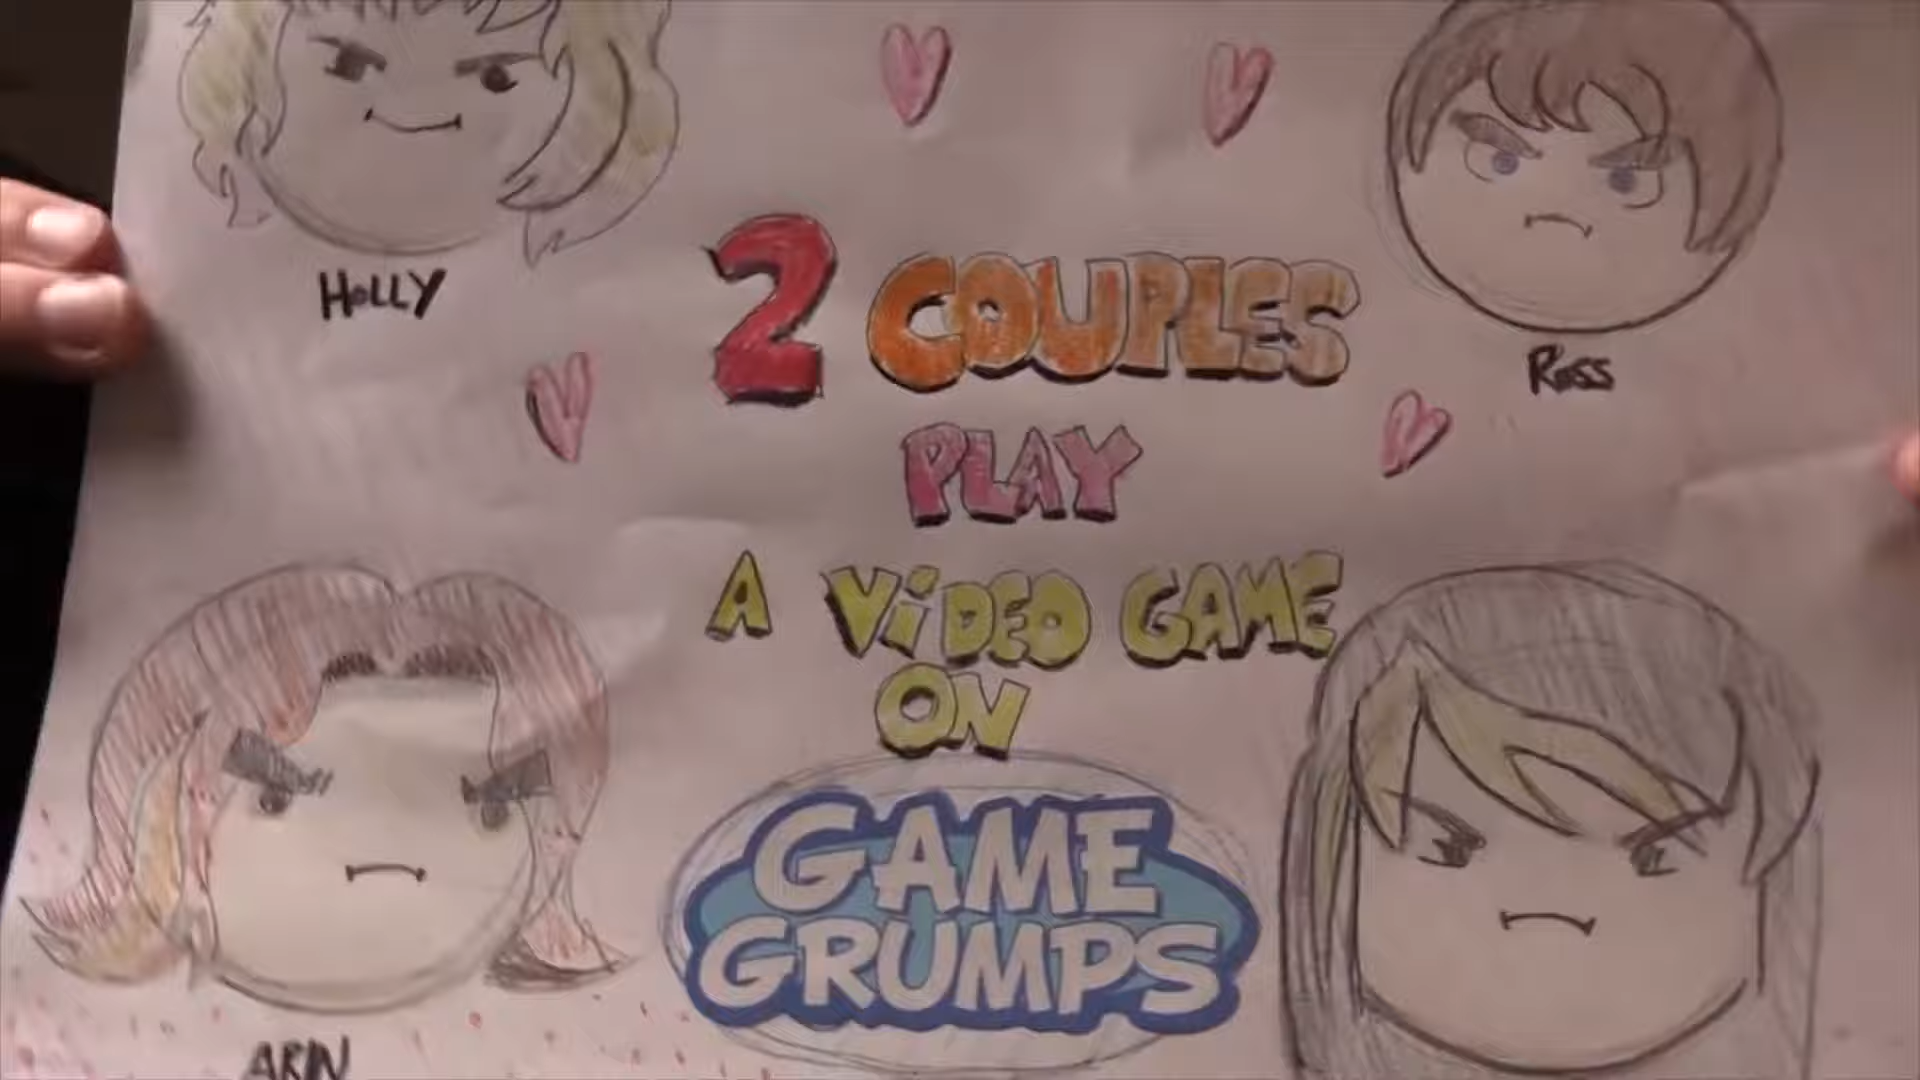 HOLLY
ROSS
2 COUPLES
PLAY
A ViDEO GAME
ON
GAME
GRUMPS
ARIN